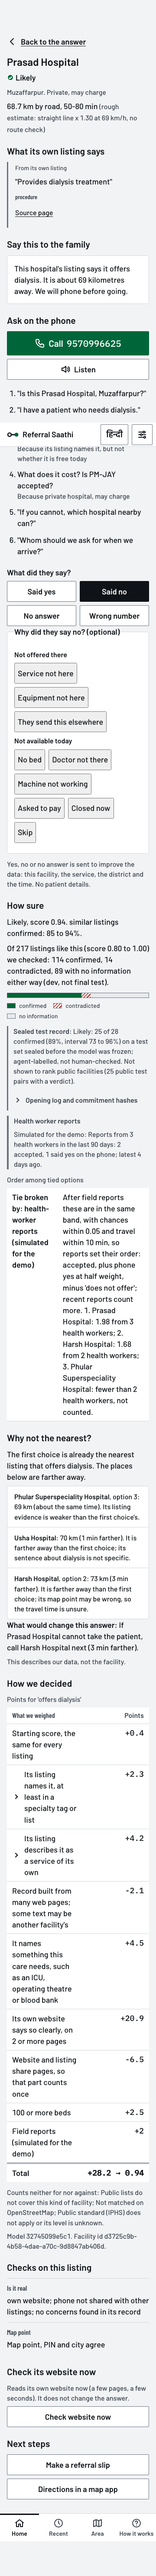 Back to the answer
Prasad Hospital
Likely
Muzaffarpur. Private, may charge
68.7 km by road, 50-80 min (rough
estimate: straight line x 1.30 at 69 km/h, no
route check)
What its own listing says
From its own listing
"Provides dialysis treatment"
procedure
Source page
Say this to the family
This hospital's listing says it offers
dialysis. It is about 69 kilometres
away. We will phone before going.
Ask on the phone
Call 9570996625
Listen
1. "Is this Prasad Hospital, Muzaffarpur?"
2. "I have a patient who needs dialysis."
Referral Saathi
हिन्दी
Because its listing names it, but not
whether it is free today
4. What does it cost? Is PM-JAY
accepted?
Because private hospital, may charge
5. "If you cannot, which hospital nearby
can?"
6. "Whom should we ask for when we
arrive?"
What did they say?
Said yes
Said no
No answer
Wrong number
Why did they say no? (optional)
Not offered there
Service not here
Equipment not here
They send this elsewhere
Not available today
No bed
Doctor not there
Machine not working
Asked to pay
Closed now
Skip
Yes, no or no answer is sent to improve the
data: this facility, the service, the district and
the time. No patient details.
How sure
Likely, score 0.94. similar listings
confirmed: 85 to 94%.
Of 217 listings like this (score 0.80 to 1.00)
we checked: 114 confirmed, 14
contradicted, 89 with no information
either way (dev, not final test).
confirmed
contradicted
no information
Sealed test record: Likely: 25 of 28
confirmed (89%, interval 73 to 96%) on a test
set sealed before the model was frozen;
agent-labelled, not human-checked. Not
shown to rank public facilities (25 public test
pairs with a verdict).
Opening log and commitment hashes
Health worker reports
Simulated for the demo: Reports from 3
health workers in the last 90 days: 2
accepted, 1 said yes on the phone; latest 4
days ago.
Order among tied options
Tie broken
by: health-
worker
reports
(simulated
for the
demo)
After field reports
these are in the same
band, with chances
within 0.05 and travel
within 10 min, so
reports set their order:
accepted, plus phone
yes at half weight,
minus 'does not offer';
recent reports count
more. 1. Prasad
Hospital: 1.98 from 3
health workers; 2.
Harsh Hospital: 1.68
from 2 health workers;
3. Phular
Superspeciality
Hospital: fewer than 2
health workers, not
counted.
Why not the nearest?
The first choice is already the nearest
listing that offers dialysis. The places
below are farther away.
Phular Superspeciality Hospital, option 3:
69 km (about the same time). Its listing
evidence is weaker than the first choice's.
Usha Hospital: 70 km (1 min farther). It is
farther away than the first choice; its
sentence about dialysis is not specific.
Harsh Hospital, option 2: 73 km (3 min
farther). It is farther away than the first
choice; its map point may be wrong, so
the travel time is unsure.
What would change this answer: If
Prasad Hospital cannot take the patient,
call Harsh Hospital next (3 min farther).
This describes our data, not the facility.
How we decided
Points for 'offers dialysis'
What we weighed Points
Starting score, the
same for every
listing
+0.4
Its listing
names it, at
least in a
specialty tag or
list
+2.3
Its listing
describes it as
a service of its
own
+4.2
Record built from
many web pages;
some text may be
another facility's
-2.1
It names
something this
care needs, such
as an ICU,
operating theatre
or blood bank
+4.5
Its own website
says so clearly, on
2 or more pages
+20.9
Website and listing
share pages, so
that part counts
once
-6.5
100 or more beds +2.5
Field reports
(simulated for the
demo)
+2
Total +28.2 → 0.94
Counts neither for nor against: Public lists do
not cover this kind of facility; Not matched on
OpenStreetMap; Public standard (IPHS) does
not apply or its level is unknown.
Model 32745098e5c1. Facility id d3725c9b-
4b58-4dae-a70c-9d8847ab406d.
Checks on this listing
Is it real
own website; phone not shared with other
listings; no concerns found in its record
Map point
Map point, PIN and city agree
Check its website now
Reads its own website now (a few pages, a few
seconds). It does not change the answer.
Check website now
Next steps
Make a referral slip
Directions in a map app
Home
Recent
Area
How it works